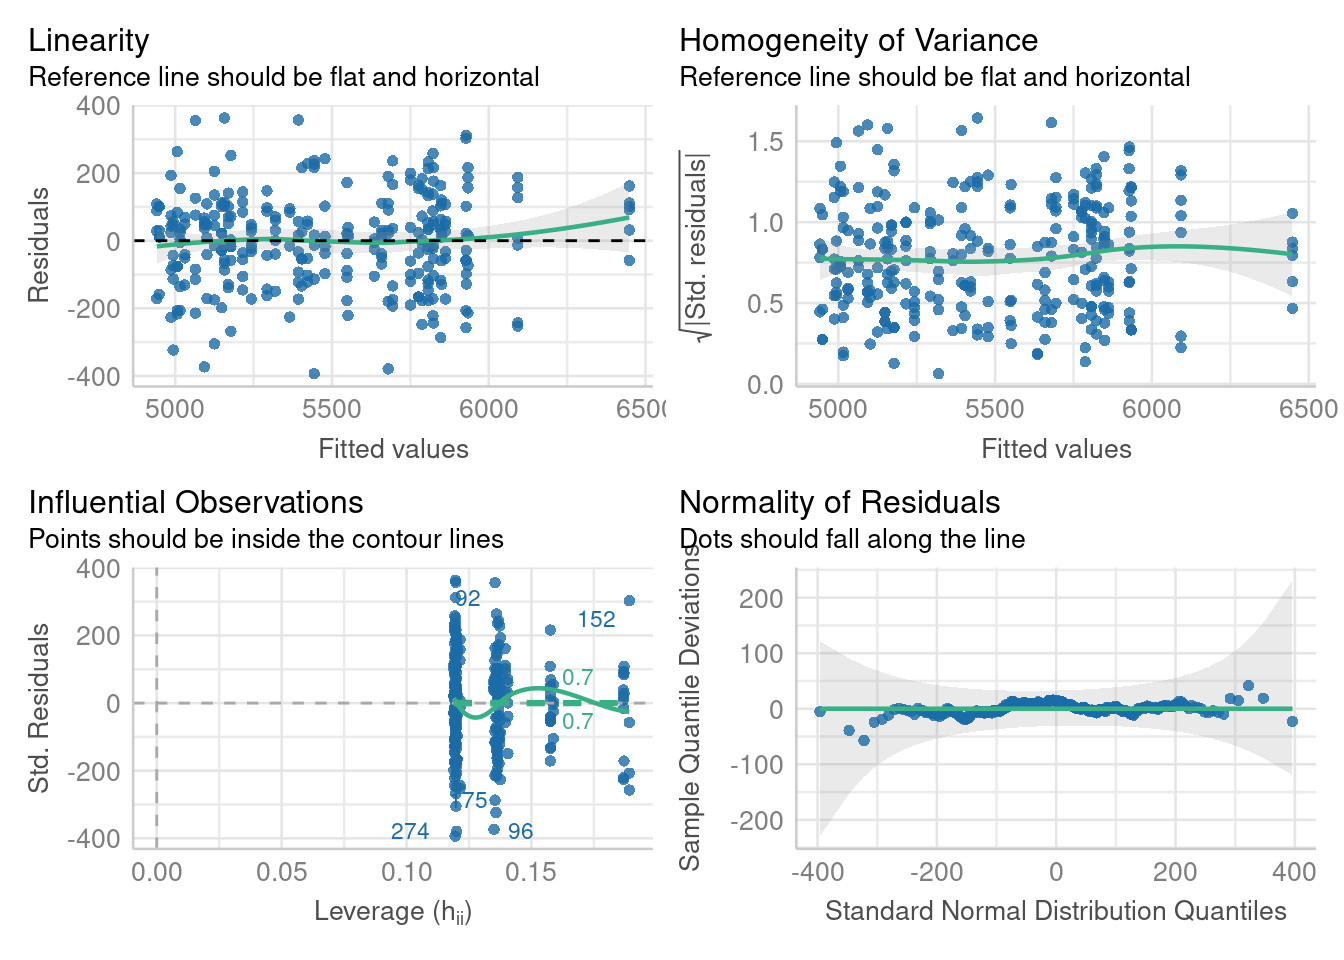 Linearity
Reference line should be flat and horizontal
400
200
0
-200
-400
Residuals
5000
5500
6000
650
Fitted values
Homogeneity of Variance
Reference line should be flat and horizontal
1.5
1.0
0.5
0.0
√|Std. residuals|
5000
5500
6000
6500
Fitted values
Influential Observations
Points should be inside the contour lines
400
200
0
-200
-400
Std. Residuals
92
152
0.7
0.7
75
274
96
0.00
0.05
0.10
0.15
Leverage (hii)
Normality of Residuals
Dots should fall along the line
200
100
0
-100
-200
Sample Quantile Deviations
-400
-200
0
200
400
Standard Normal Distribution Quantiles